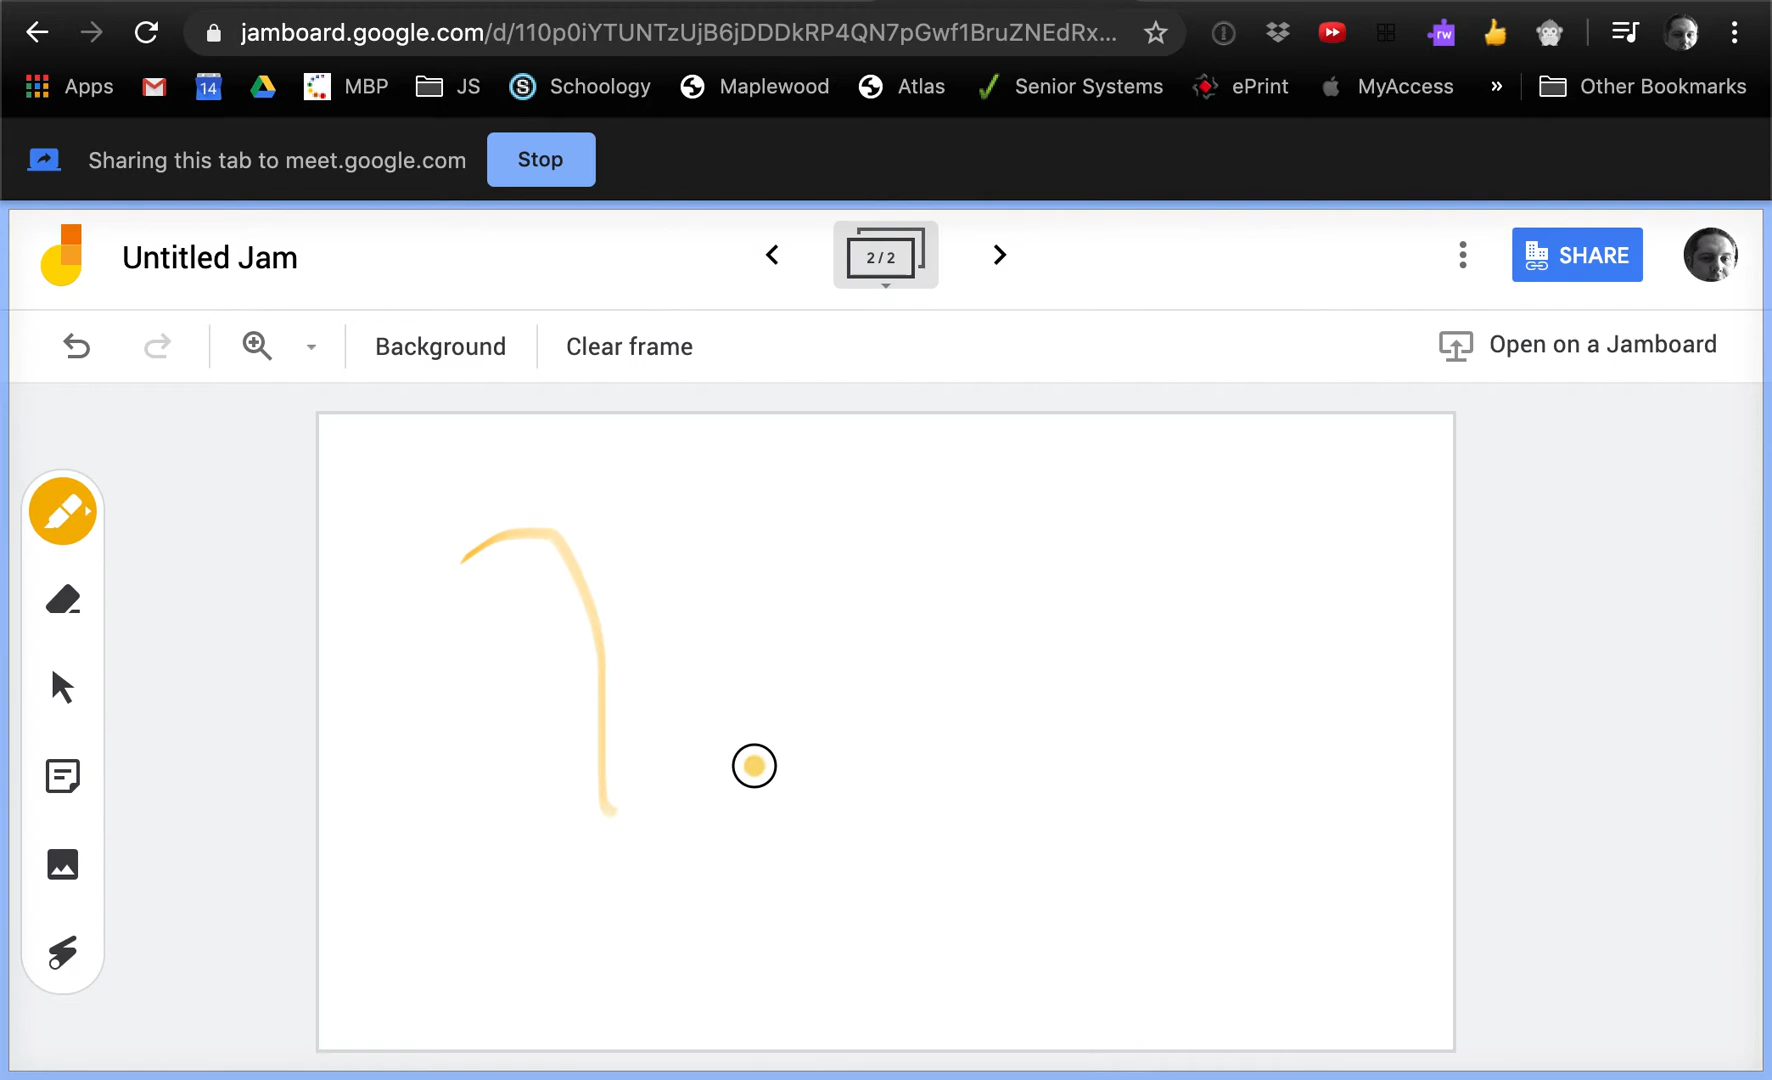 jamboard.google.com/d/110p0iYTUNTzUjB6jDDDkRP4QN7pGwf1BruZNEdRx...
rw
Apps 14 MBP JS S Schoology Maplewood Atlas Senior Systems ePrint MyAccess » Other Bookmarks
Sharing this tab to meet.google.com Stop
Untitled Jam 2 / 2 SHARE
Background Clear frame Open on a Jamboard